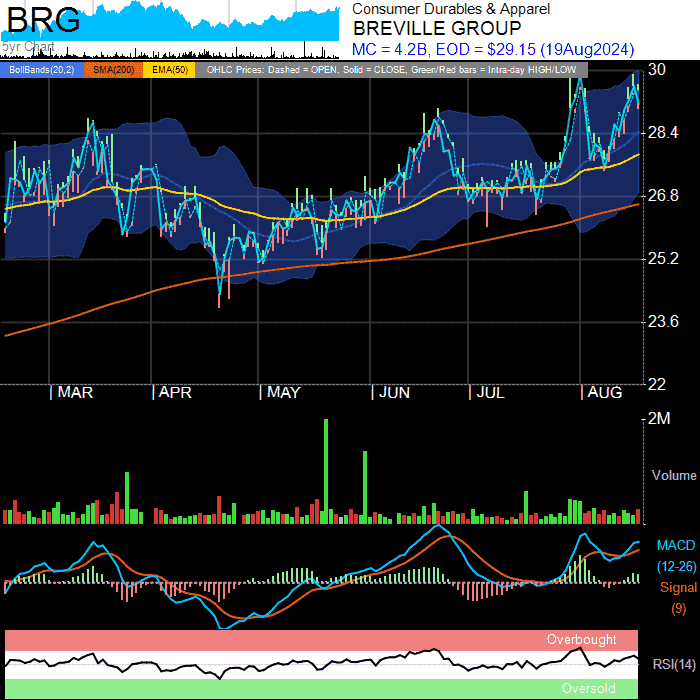 BRG
5yr Chart
Consumer Durables & Apparel
BREVILLE GROUP
MC = 4.2B, EOD = $29.15 (19Aug2024)
BollBands(20,2) SMA(200) EMA(50) OHLC Prices: Dashed = OPEN, Solid = CLOSE, Green/Red bars = Intra-day HIGH/LOW
30
28.4
26.8
25.2
23.6
22
MAR APR MAY JUN JUL AUG
2M
Volume
MACD
(12-26)
Signal
(9)
Overbought
RSI(14)
Oversold